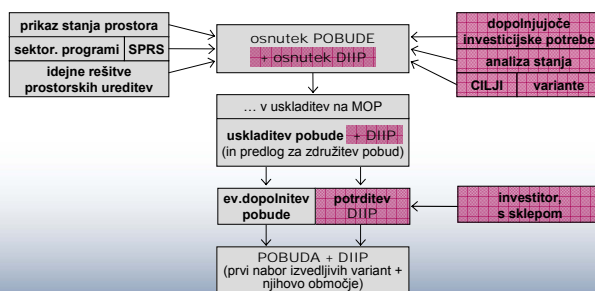 prikaz stanja prostora
sektor. programi
SPRS
idejne rešitve
prostorskih ureditev
osnutek POBUDE
+ osnutek DIIP
dopolnjujoče
investicijske potrebe
analiza stanja
CILJI
variante
... v uskladitev na MOP
uskladitev pobude + DIIP
(in predlog za združitev pobud)
ev.dopolnitev
pobude
potrditev
DIIP
investitor,
s sklepom
POBUDA + DIIP
(prvi nabor izvedljivih variant +
njihovo območje)